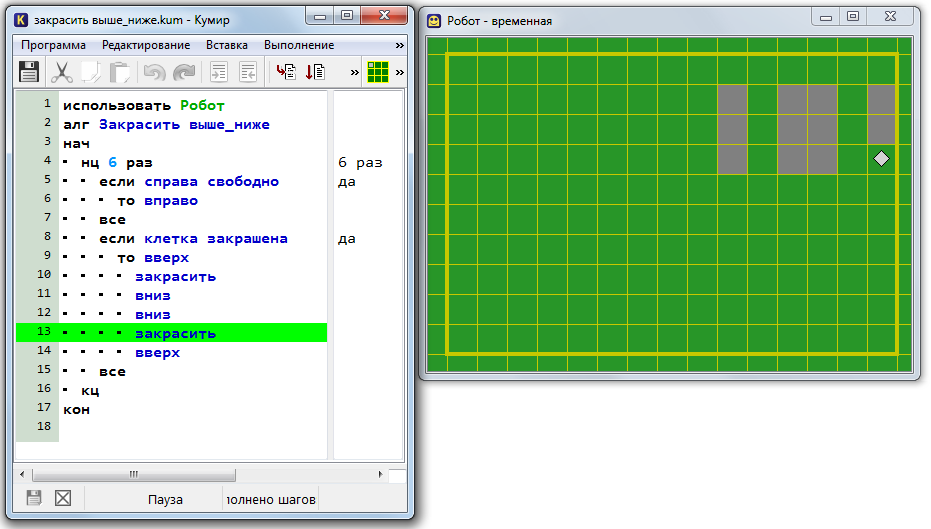 закрасить выше_ниже.kum - Кумир
Программа Редактирование Вставка Выполнение »
» »
1 использовать Робот
2 алг Закрасить выше_ниже
3 нач
4 нц 6 раз 6 раз
5 если справа свободно да
6 то вправо
7 все
8 если клетка закрашена да
9 то вверх
10 закрасить
11 вниз
12 вниз
13 закрасить
14 вверх
15 все
16 кц
17 кон
18
Пауза олнено шагов
Робот - временная